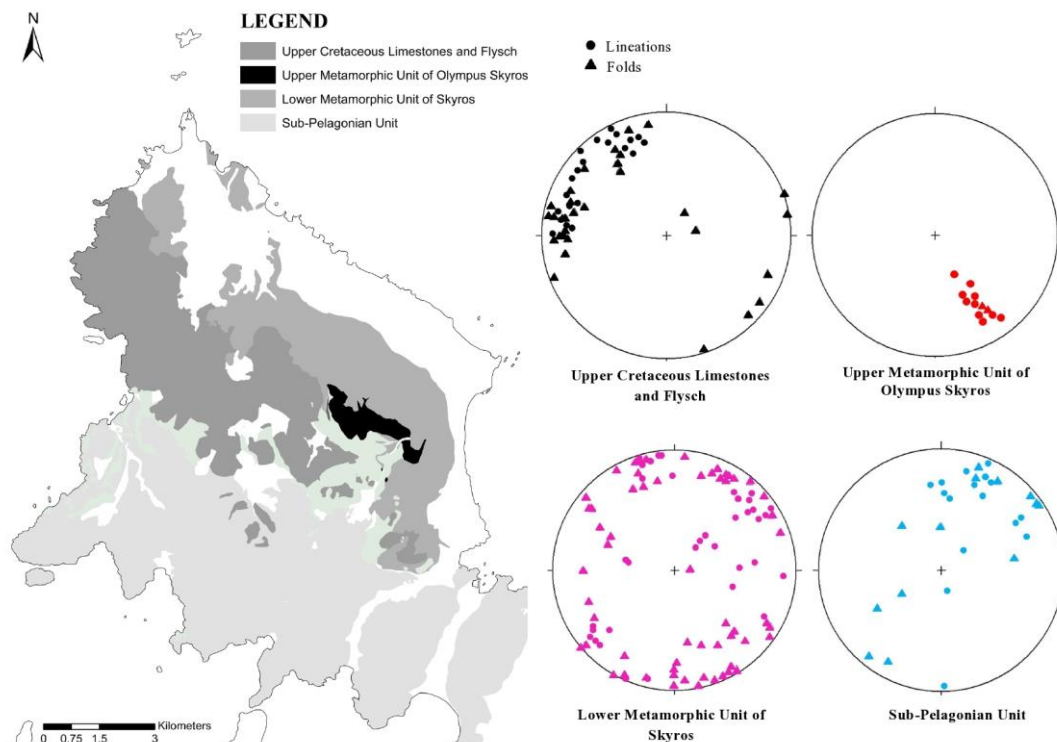 N
LEGEND
Upper Cretaceous Limestones and Flysch
Upper Metamorphic Unit of Olympus Skyros
Lower Metamorphic Unit of Skyros
Sub-Pelagonian Unit
Lineations
Folds
Upper Cretaceous Limestones
and Flysch
Upper Metamorphic Unit of
Olympus Skyros
Lower Metamorphic Unit of
Skyros
Sub-Pelagonian Unit
Kilometers
0 0.75 1.5 3